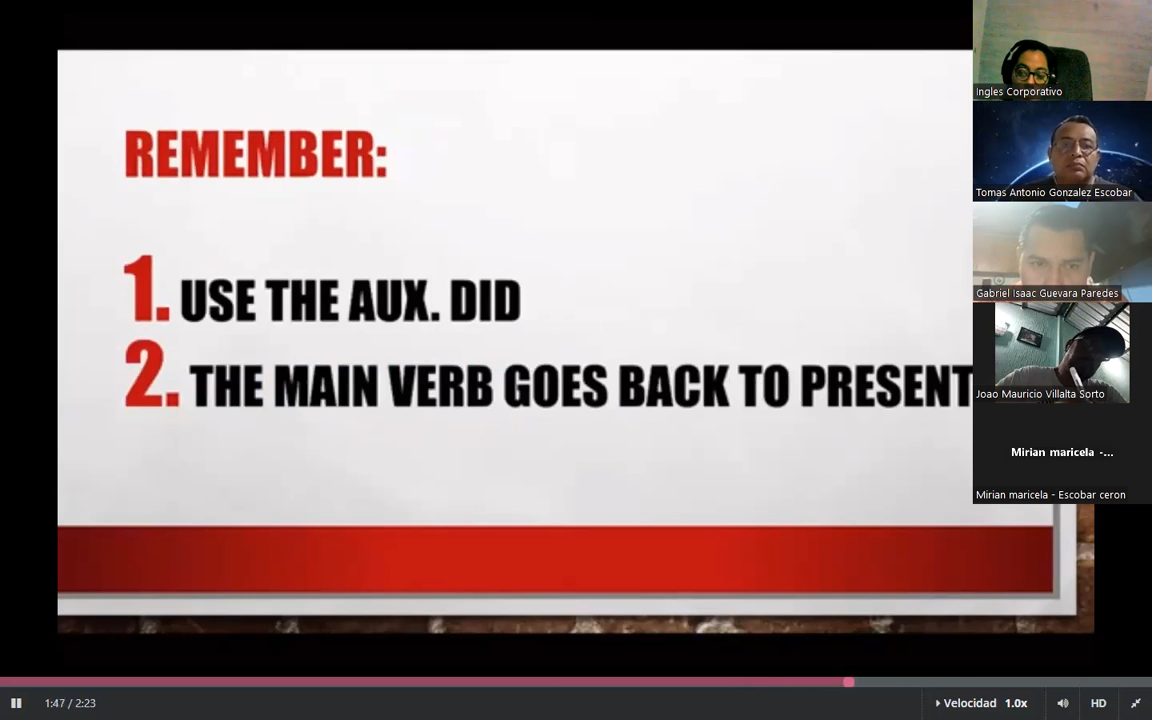 REMEMBER:
1. USE THE AUX. DID
2. THE MAIN VERB GOES BACK TO PRESENT
Ingles Corporativo
Tomas Antonio Gonzalez Escobar
Gabriel Isaac Guevara Paredes
Joao Mauricio Villalta Sorto
Mirian maricela -...
Mirian maricela - Escobar ceron
1:47 / 2:23
Velocidad 1.0x
HD